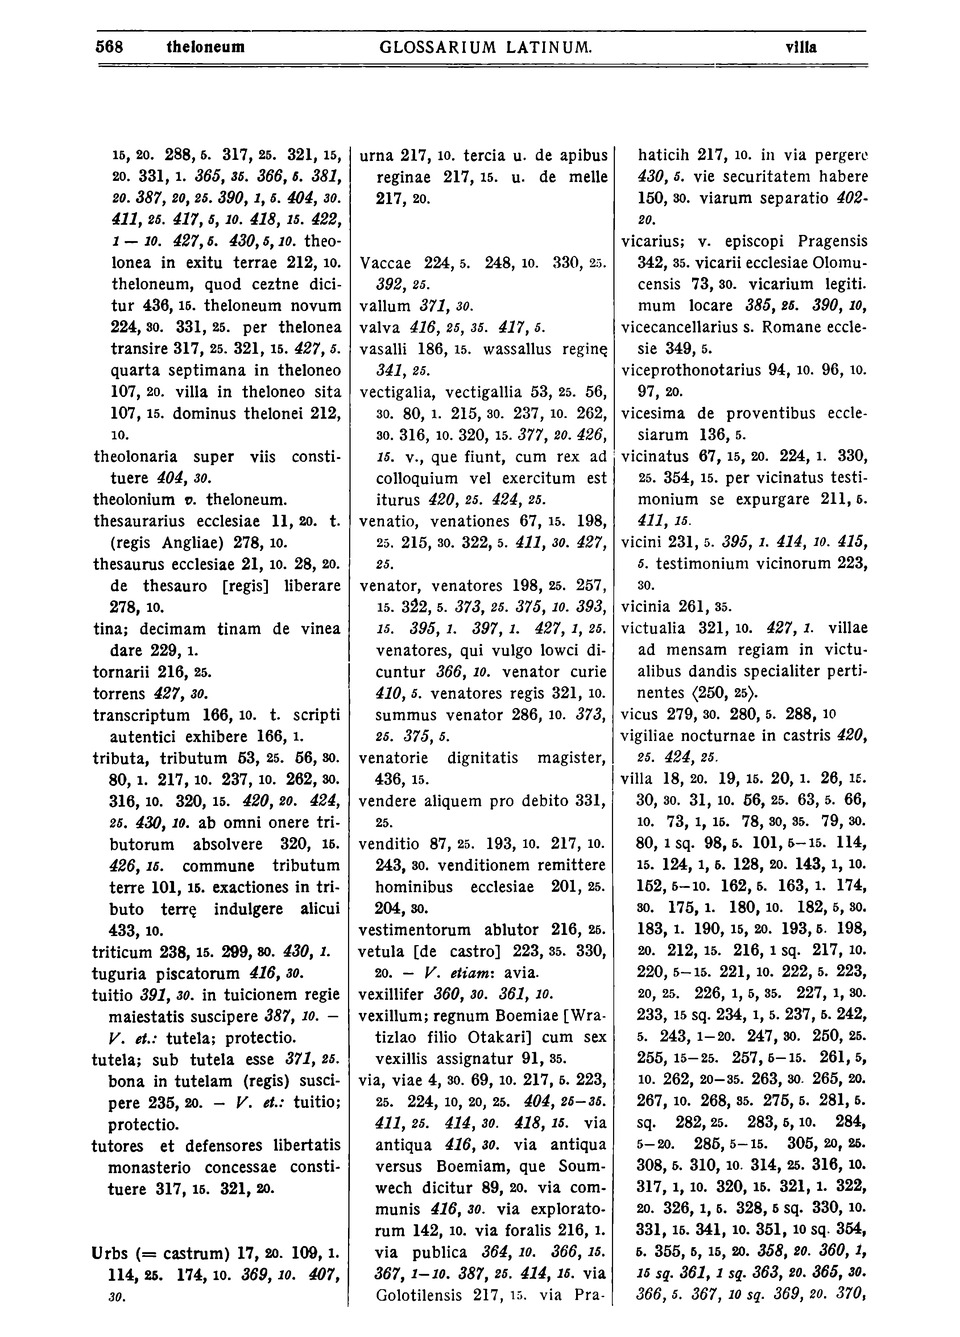 568 theloneum GLOSSARIUM LATINUM. villa
15, 20. 288, 5. 317, 25. 321, 15,
20. 331, 1. 365, 35. 366, 5. 381,
20. 387, 20, 25. 390, 1, 5. 404, 30.
411, 25. 417, 5, 10. 418, 15. 422,
1 — 10. 427, 5. 430, 5, 10. theo-
lonea in exitu terrae 212, 10.
theloneum, quod ceztne dici-
tur 436, 15. theloneum novum
224, 30. 331, 25. per thelonea
transire 317, 25. 321, 15. 427, 5.
quarta septimana in theloneo
107, 20. villa in theloneo sita
107, 15. dominus thelonei 212,
10.
theolonaria super viis consti-
tuere 404, 30.
theolonium v. theloneum.
thesaurarius ecclesiae 11, 20. t.
(regis Angliae) 278, 10.
thesaurus ecclesiae 21, 10. 28, 20.
de thesauro [regis] liberare
278, 10.
tina; decimam tinam de vinea
dare 229, 1.
tornarii 216, 25.
torrens 427, 30.
transcriptum 166, 10. t. scripti
autentici exhibere 166, 1.
tributa, tributum 53, 25. 56, 30.
80, 1. 217, 10. 237, 10. 262, 30.
316, 10. 320, 15. 420, 20. 424,
25. 430, 10. ab omni onere tri-
butorum absolvere 320, 15.
426, 15. commune tributum
terre 101, 15. exactiones in tri-
buto terrę indulgere alicui
433, 10.
triticum 238, 15. 299, 30. 430, 1.
tuguria piscatorum 416, 30.
tuitio 391, 30. in tuicionem regie
maiestatis suscipere 387, 10. —
V. et.: tutela; protectio.
tutela; sub tutela esse 371, 25.
bona in tutelam (regis) susci-
pere 235, 20. — V. et.: tuitio;
protectio.
tutores et defensores libertatis
monasterio concessae consti-
tuere 317, 15. 321, 20.
Urbs (= castrum) 17, 20. 109, 1.
114, 25. 174, 10. 369, 10. 407,
30.
urna 217, 10. tercia u. de apibus
reginae 217, 15. u. de melle
217, 20.
Vaccae 224, 5. 248, 10. 330, 25.
392, 25.
vallum 371, 30.
valva 416, 25, 35. 417, 5.
vasalli 186, 15. wassallus reginę
341, 25.
vectigalia, vectigallia 53, 25. 56,
30. 80, 1. 215, 30. 237, 10. 262,
30. 316, 10. 320, 15. 377, 20. 426,
15. v., que fiunt, cum rex ad
colloquium vel exercitum est
iturus 420, 25. 424, 25.
venatio, venationes 67, 15. 198,
25. 215, 30. 322, 5. 411, 30. 427,
25.
venator, venatores 198, 25. 257,
15. 322, 5. 373, 25. 375, 10. 393,
15. 395, 1. 397, 1. 427, 1, 25.
venatores, qui vulgo lowci di-
cuntur 366, 10. venator curie
410, 5. venatores regis 321, 10.
summus venator 286, 10. 373,
25. 375, 5.
venatorie dignitatis magister,
436, 15.
vendere aliquem pro debito 331,
25.
venditio 87, 25. 193, 10. 217, 10.
243, 30. venditionem remittere
hominibus ecclesiae 201, 25.
204, 30.
vestimentorum ablutor 216, 25.
vetula [de castro] 223, 35. 330,
20. — V. etiam: avia.
vexillifer 360, 30. 361, 10.
vexillum; regnum Boemiae [Wra-
tizlao filio Otakari] cum sex
vexillis assignatur 91, 35.
via, viae 4, 30. 69, 10. 217, 5. 223,
25. 224, 10, 20, 25. 404, 25—35.
411, 25. 414, 30. 418, 15. via
antiqua 416, 30. via antiqua
versus Boemiam, que Soum-
wech dicitur 89, 20. via com-
munis 416, 30. via explorato-
rum 142, 10. via foralis 216, 1.
via publica 364, 10. 366, 15.
367, 1—10. 387, 25. 414, 15. via
Golotilensis 217, 15. via Pra-
haticih 217, 10. in via pergere
430, 5. vie securitatem habere
150, 30. viarum separatio 402-
20.
vicarius; v. episcopi Pragensis
342, 35. vicarii ecclesiae Olomu-
censis 73, 30. vicarium legiti.
mum locare 385, 25. 390, 10,
vicecancellarius s. Romane eccle-
sie 349, 5.
viceprothonotarius 94, 10. 96, 10.
97, 20.
vicesima de proventibus eccle-
siarum 136, 5.
vicinatus 67, 15, 20. 224, 1. 330,
25. 354, 15. per vicinatus testi-
monium se expurgare 211, 5.
411, 15.
vicini 231, 5. 395, 1. 414, 10. 415,
5. testimonium vicinorum 223,
30.
vicinia 261, 35.
victualia 321, 10. 427, 1. villae
ad mensam regiam in victu-
alibus dandis specialiter perti-
nentes ⟨250, 25⟩.
vicus 279, 30. 280, 5. 288, 10
vigiliae nocturnae in castris 420,
25. 424, 25.
villa 18, 20. 19, 15. 20, 1. 26, 15.
30, 30. 31, 10. 56, 25. 63, 5. 66,
10. 73, 1, 15. 78, 30, 35. 79, 30.
80, 1 sq. 98, 5. 101, 5—15. 114,
15. 124, 1, 5. 128, 20. 143, 1, 10.
152, 5—10. 162, 5. 163, 1. 174,
30. 175, 1. 180, 10. 182, 5, 30.
183, 1. 190, 15, 20. 193, 5. 198,
20. 212, 15. 216, 1 sq. 217, 10.
220, 5—15. 221, 10. 222, 5. 223,
20, 25. 226, 1, 5, 35. 227, 1, 30.
233, 15 sq. 234, 1, 5. 237, 5. 242,
5. 243, 1—20. 247, 30. 250, 25.
255, 15—25. 257, 5—15. 261, 5,
10. 262, 20—35. 263, 30. 265, 20.
267, 10. 268, 35. 275, 5. 281, 5.
sq. 282, 25. 283, 5, 10. 284,
5—20. 285, 5—15. 305, 20, 25.
308, 5. 310, 10. 314, 25. 316, 10.
317, 1, 10. 320, 15. 321, 1. 322,
20. 326, 1, 5. 328, 5 sq. 330, 10.
331, 15. 341, 10. 351, 10 sq. 354,
5. 355, 5, 15, 20. 358, 20. 360, 1,
15 sq. 361, 1 sq. 363, 20. 365, 30.
366, 5. 367, 10 sq. 369, 20. 370,